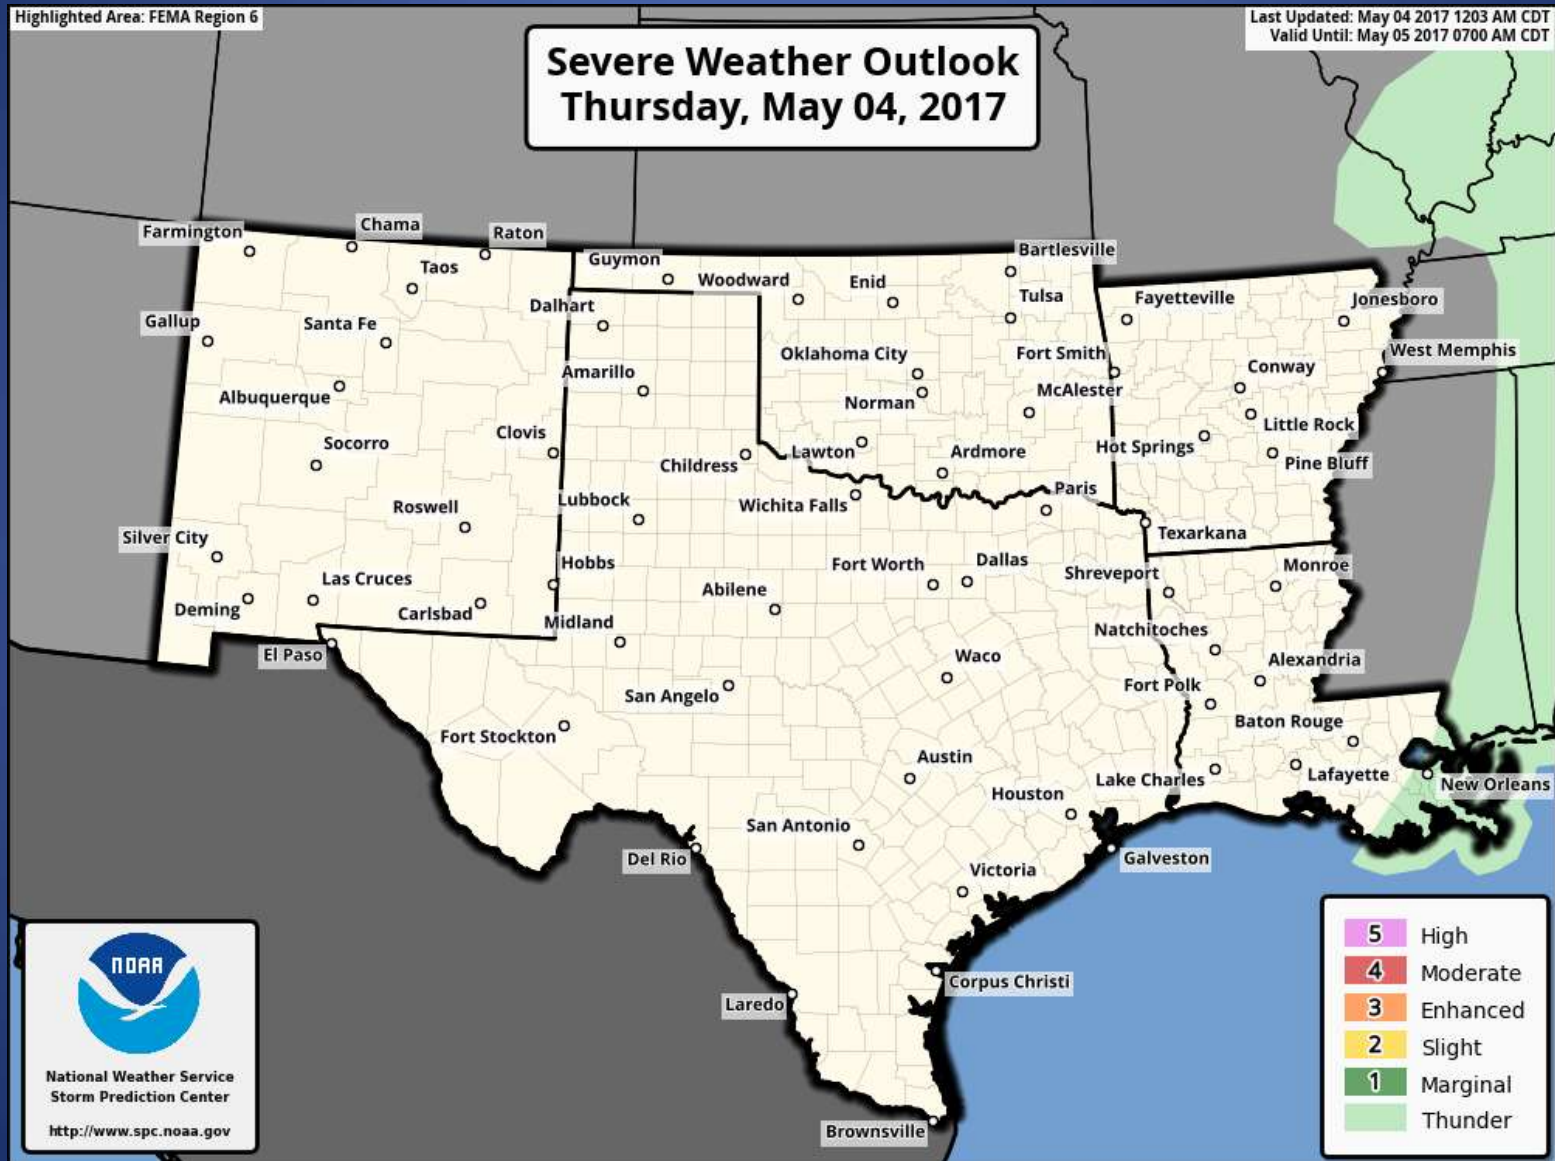 Highlighted Area: FEMA Region 6
Last Updated: May 04 2017 1203 AM CDT
Valid Until: May 05 2017 0700 AM CDT
Severe Weather Outlook
Thursday, May 04, 2017
Farmington
Chama
Raton
Taos
Guymon
Woodward
Enid
Bartlesville
Tulsa
Gallup
Santa Fe
Dalhart
Fayetteville
Jonesboro
Albuquerque
Amarillo
Oklahoma City
Fort Smith
West Memphis
Norman
McAlester
Conway
Socorro
Clovis
Childress
Lawton
Ardmore
Hot Springs
Little Rock
Pine Bluff
Roswell
Lubbock
Wichita Falls
Paris
Silver City
Texarkana
Las Cruces
Hobbs
Abilene
Fort Worth
Dallas
Shreveport
Monroe
Deming
Carlsbad
Midland
Natchitoches
El Paso
San Angelo
Waco
Alexandria
Fort Polk
Fort Stockton
Baton Rouge
Austin
Lake Charles
Lafayette
New Orleans
Houston
San Antonio
Del Rio
Galveston
Victoria
Corpus Christi
Laredo
Brownsville
NOAA
National Weather Service
Storm Prediction Center
http://www.spc.noaa.gov
5 High
4 Moderate
3 Enhanced
2 Slight
1 Marginal
Thunder